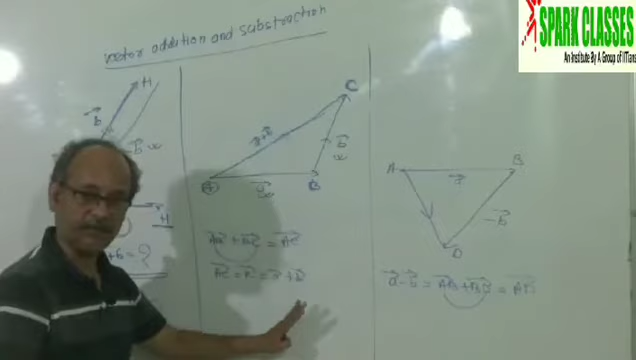 vector addition and substraction
SPARK CLASSES
An Institute By A Group of IITians
H
b⃗
-b⃗
H
+b = ?
C
b⃗
A
a⃗
B
AB⃗ + BC⃗ = AC⃗
AC⃗ = R⃗ = a⃗ + b⃗
A
B
a⃗
-b⃗
D
a⃗ - b⃗ = AB⃗ + BD⃗ = AD⃗